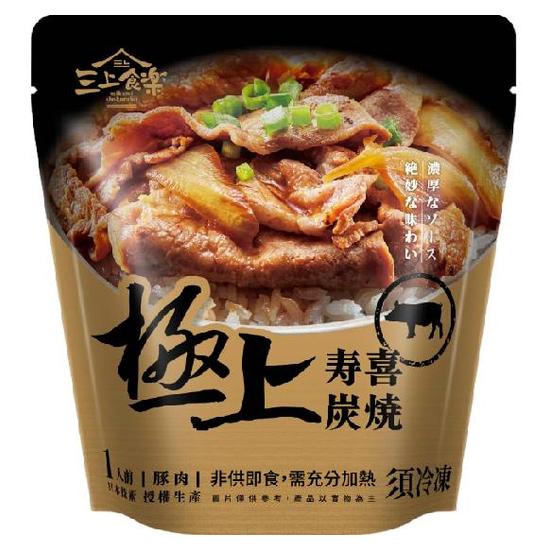 三上
三上食楽
濃厚なソース
絶妙な味わい
極上
寿喜
炭焼
1人前
日本技術
豚肉
授權生產
非供即食，需充分加熱
圖片僅供參考，產品以實物為主
須冷凍